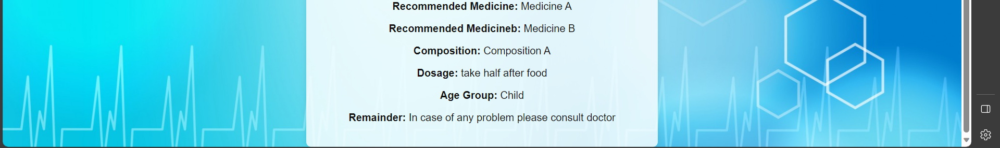 Recommended Medicine: Medicine A
Recommended Medicineb: Medicine B
Composition: Composition A
Dosage: take half after food
Age Group: Child
Remainder: In case of any problem please consult doctor